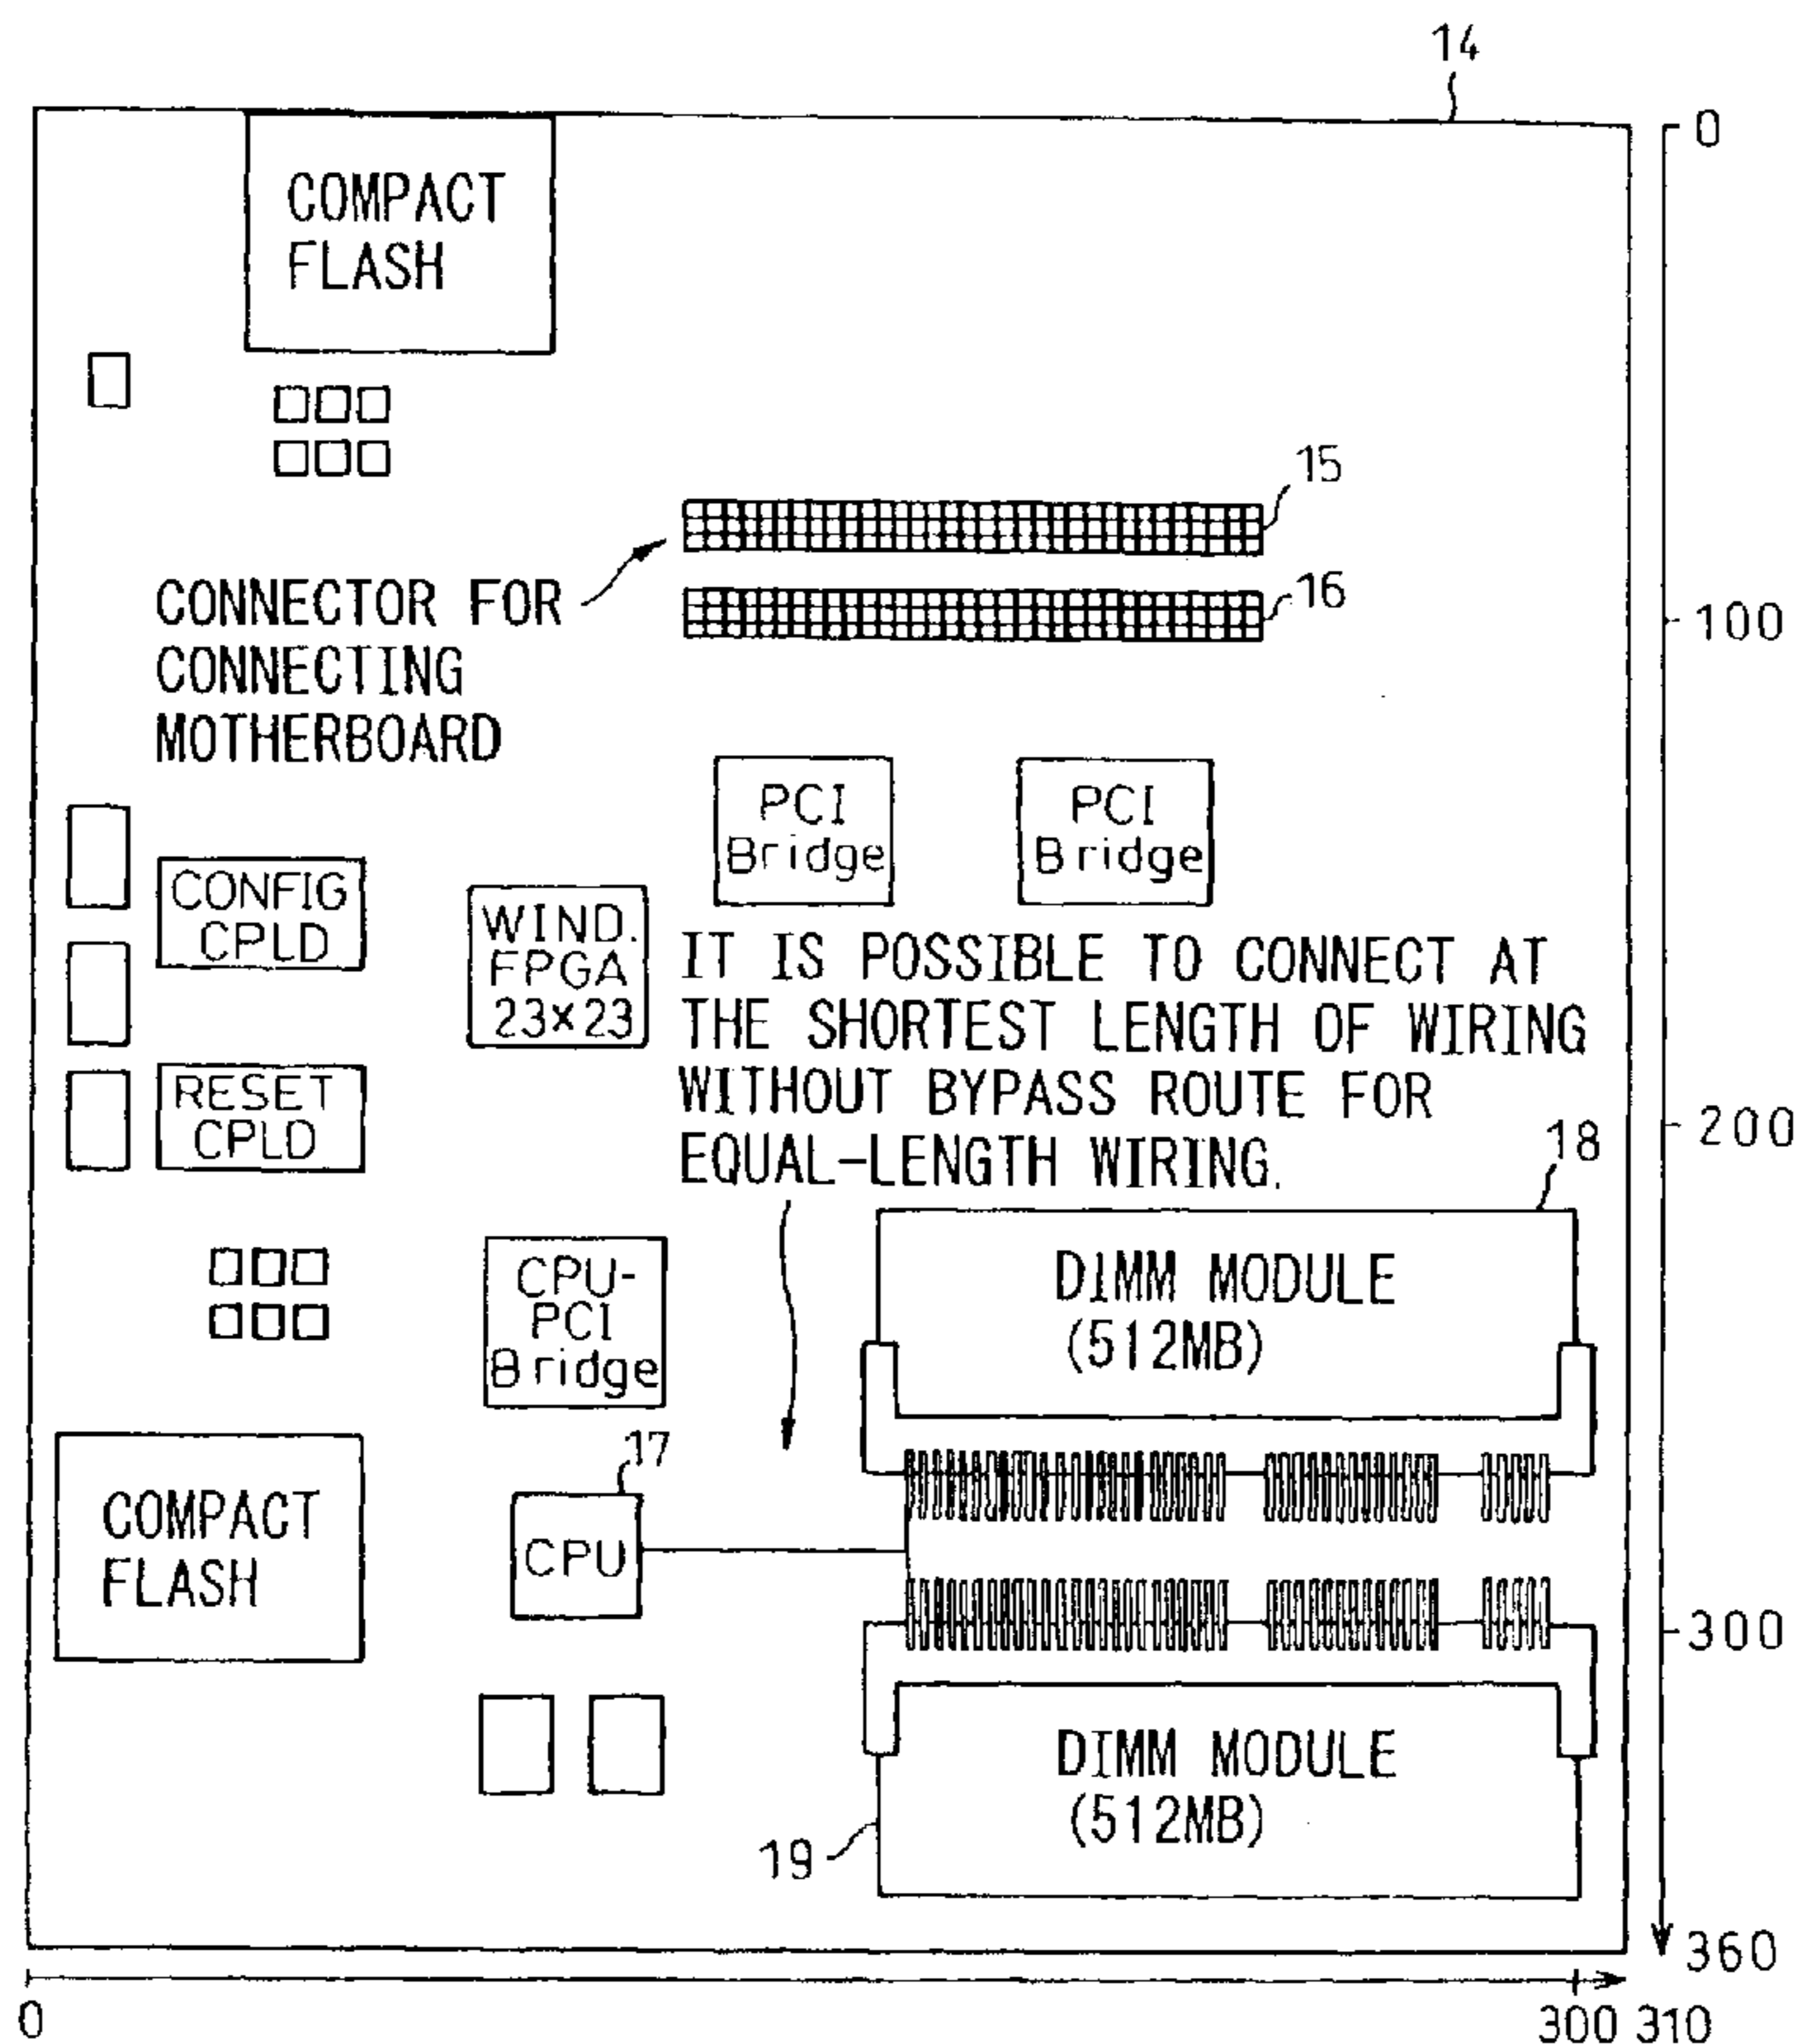 14
0
COMPACT
FLASH
15
CONNECTOR FOR
CONNECTING
MOTHERBOARD
16
100
PCI
Bridge
PCI
Bridge
CONFIG
CPLD
WIND.
FPGA
23×23
IT IS POSSIBLE TO CONNECT AT
THE SHORTEST LENGTH OF WIRING
WITHOUT BYPASS ROUTE FOR
EQUAL-LENGTH WIRING.
RESET
CPLD
200
18
CPU-
PCI
Bridge
DIMM MODULE
(512MB)
17
COMPACT
FLASH
CPU
300
DIMM MODULE
(512MB)
19
360
0
300
310